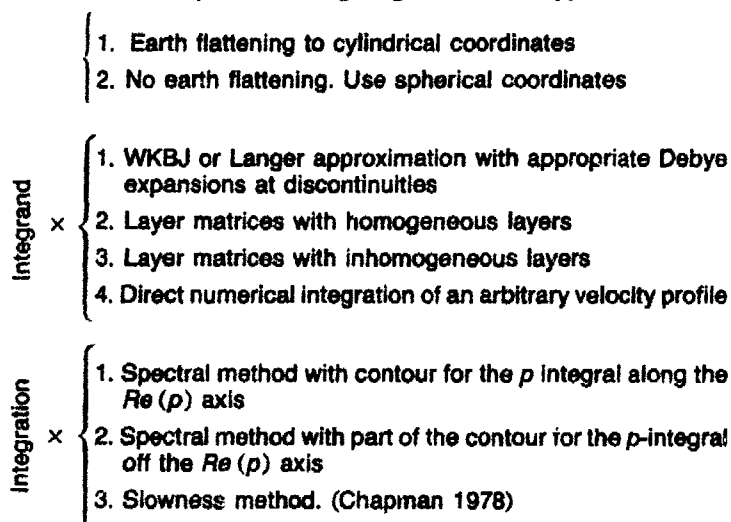 1. Earth flattening to cylindrical coordinates
2. No earth flattening. Use spherical coordinates
Integrand ×
1. WKBJ or Langer approximation with appropriate Debye
expansions at discontinuities
2. Layer matrices with homogeneous layers
3. Layer matrices with inhomogeneous layers
4. Direct numerical integration of an arbitrary velocity profile
Integration ×
1. Spectral method with contour for the p integral along the
Re (p) axis
2. Spectral method with part of the contour for the p-integral
off the Re (p) axis
3. Slowness method. (Chapman 1978)